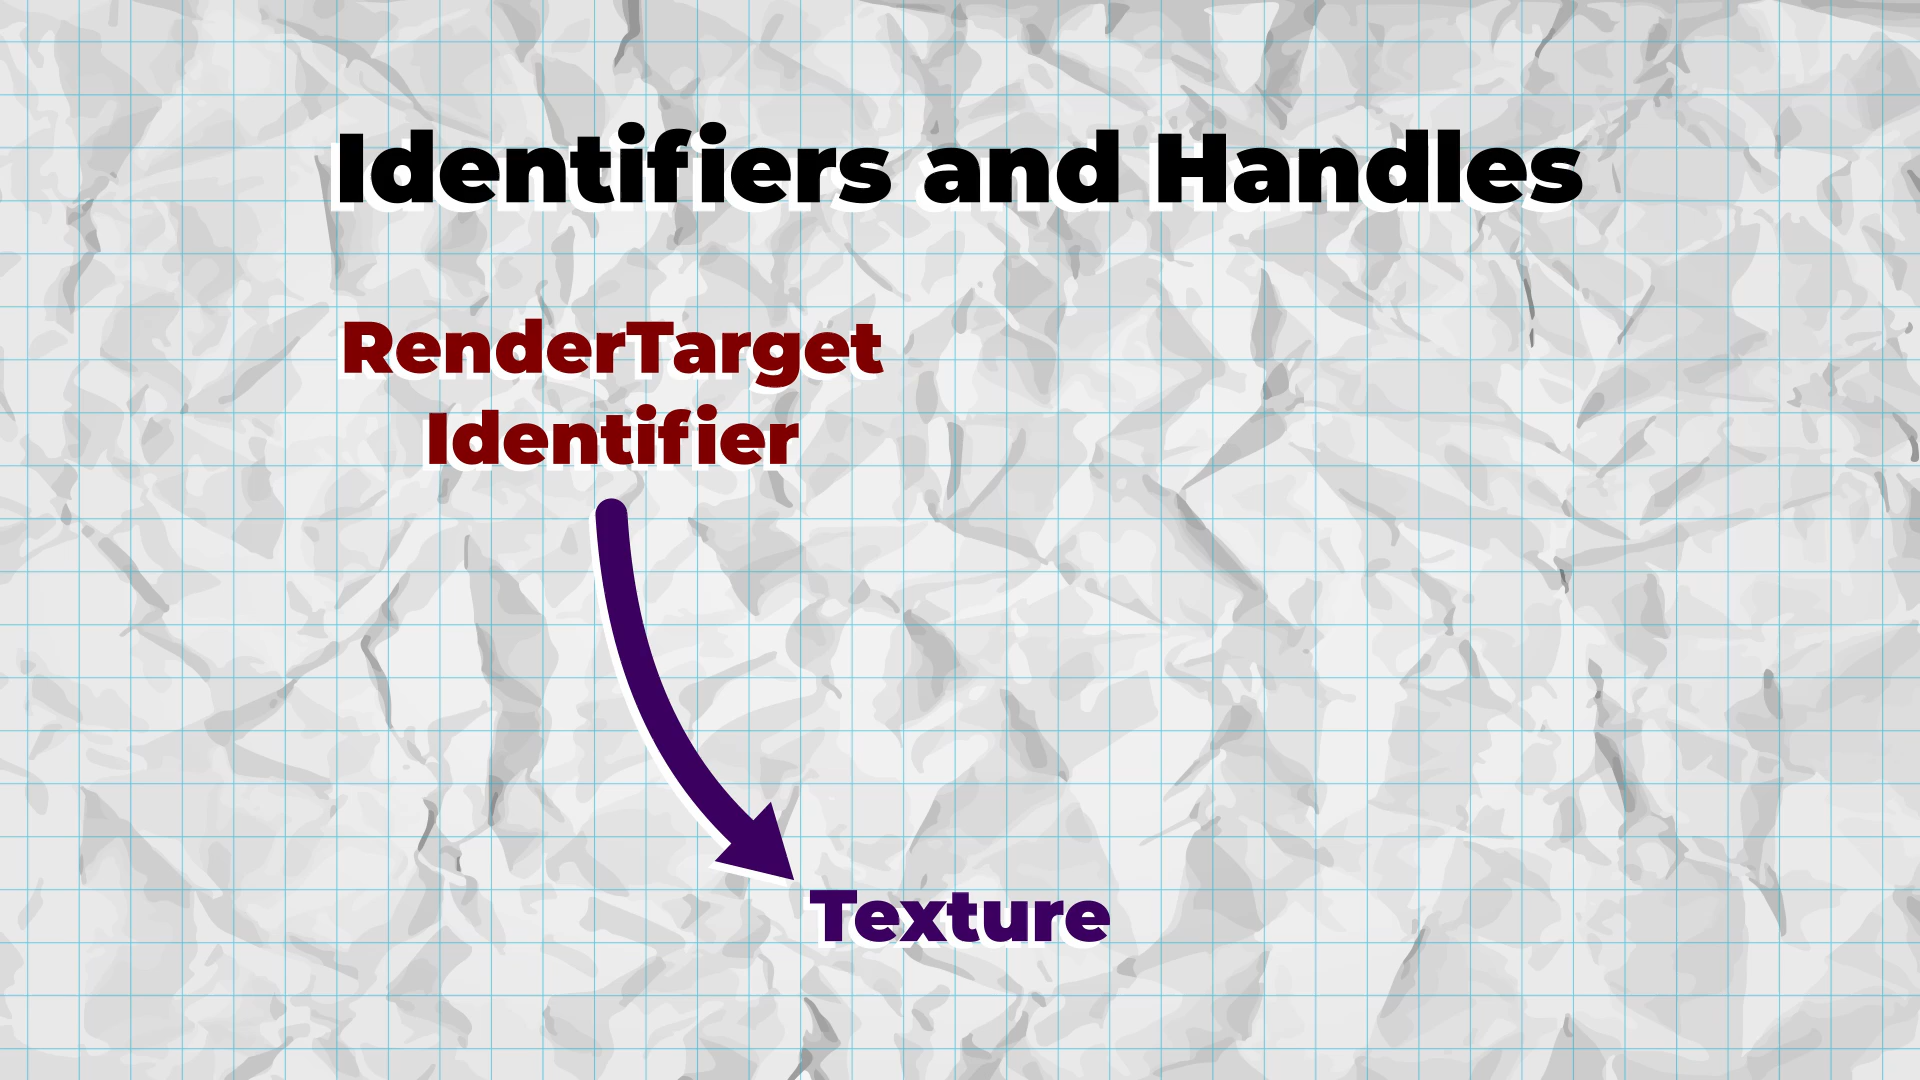 Identifiers and Handles
RenderTarget
Identifier
Texture